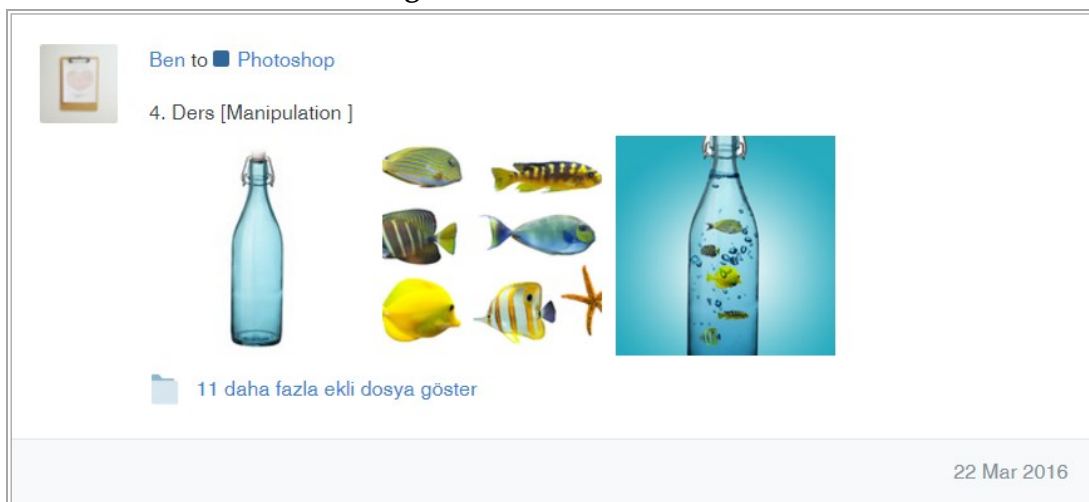 Ben to Photoshop
4. Ders [Manipulation ]
11 daha fazla ekli dosya göster
22 Mar 2016